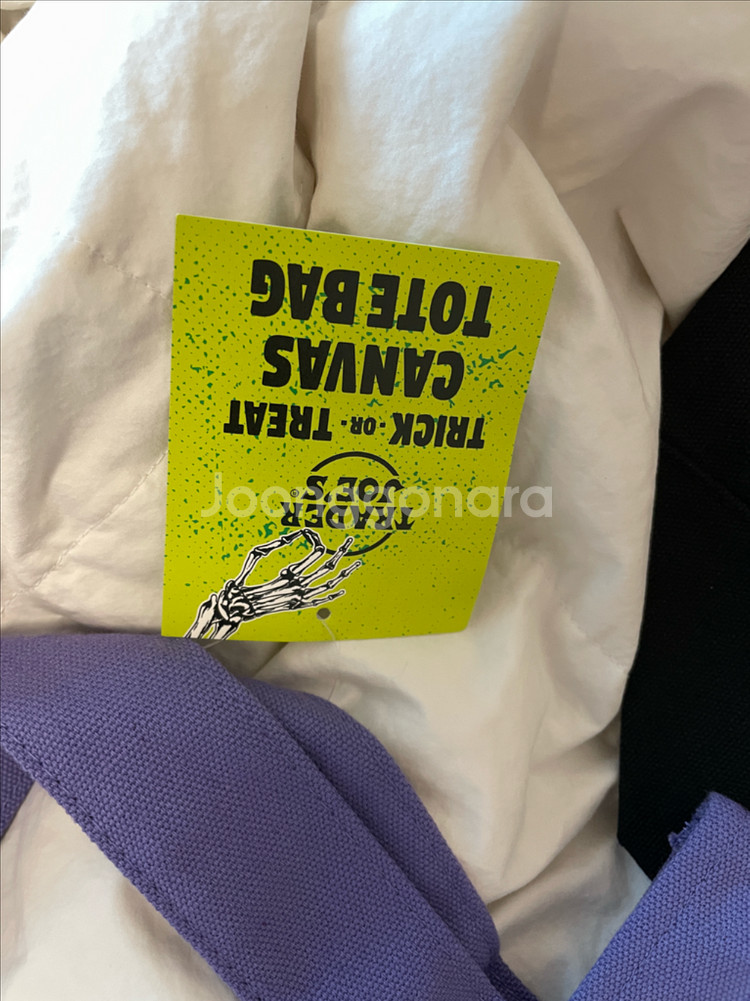 TRADER
JOE'S®
TRICK-OR-TREAT
CANVAS
TOTE BAG